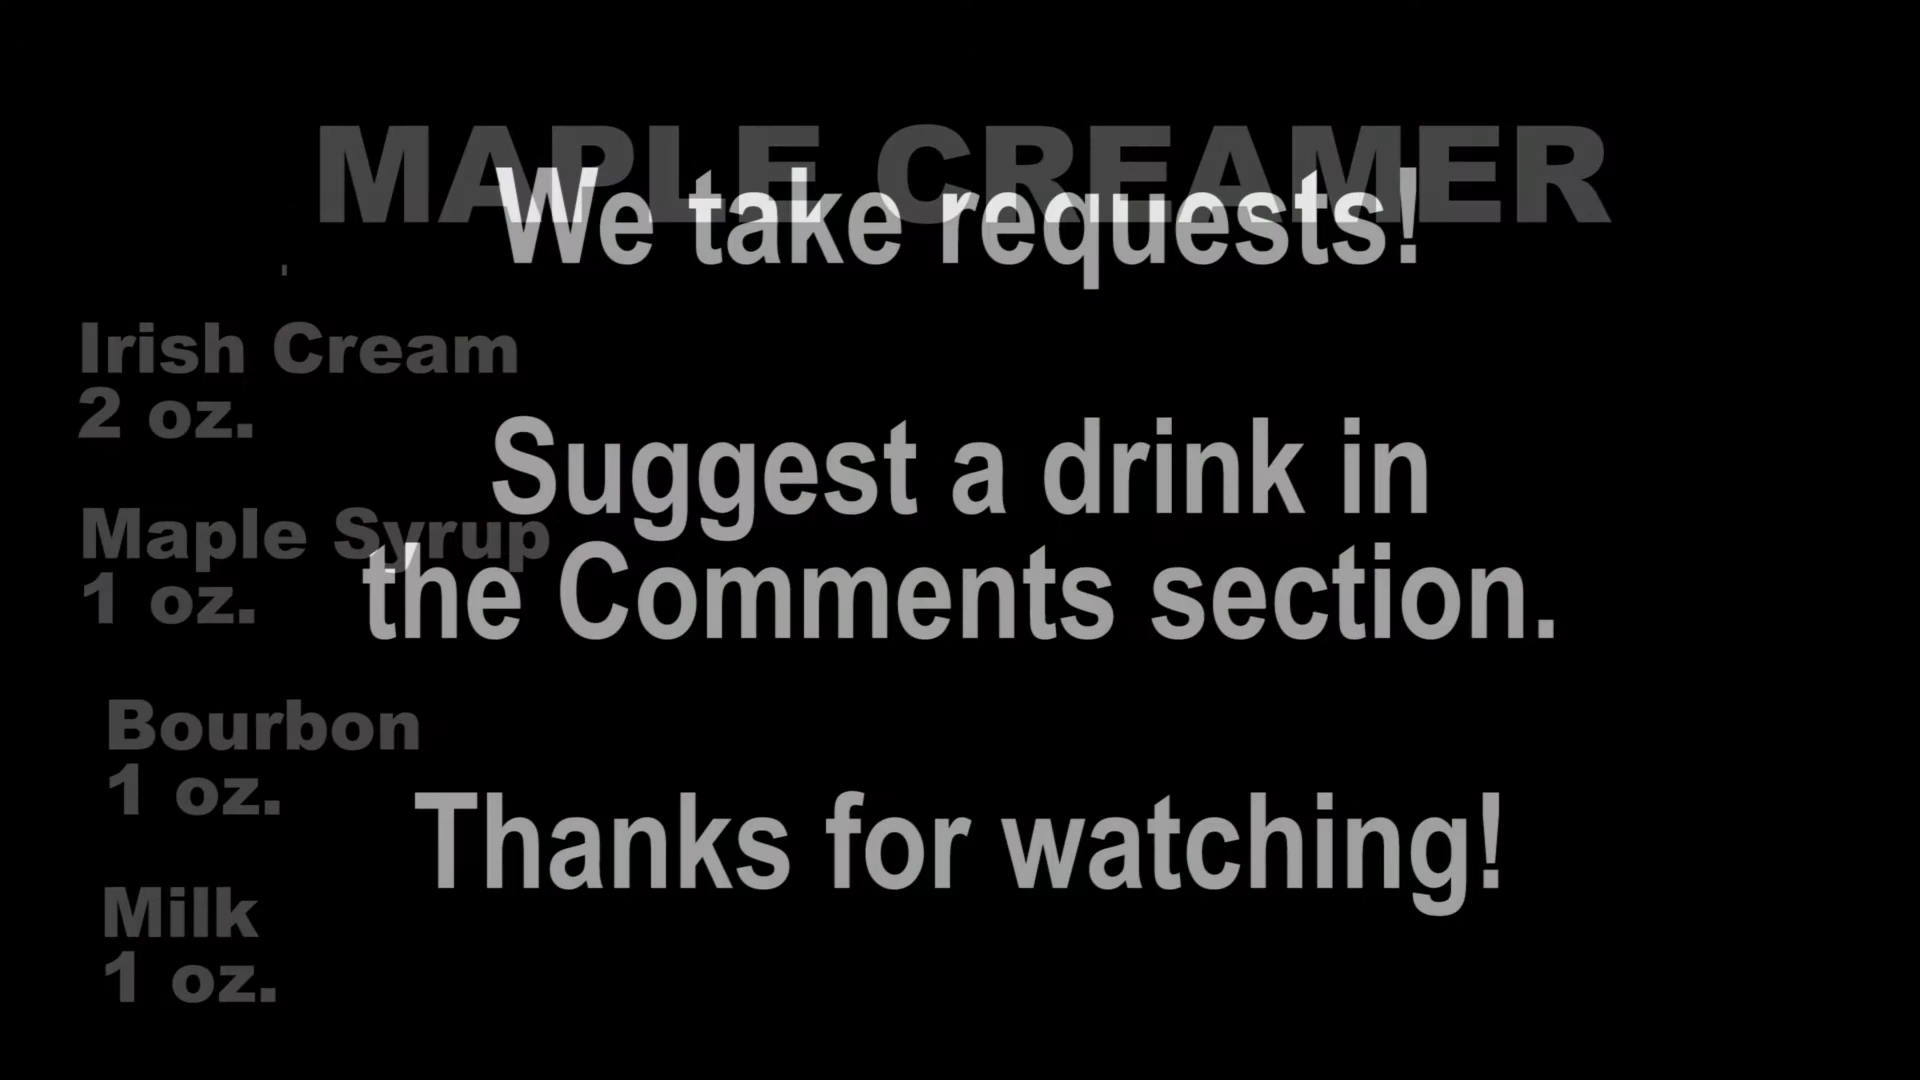 MAPLE CREAMER
We take requests!
Irish Cream
2 oz.
Suggest a drink in
Maple Syrup
the Comments section.
1 oz.
Bourbon
1 oz.
Thanks for watching!
Milk
1 oz.